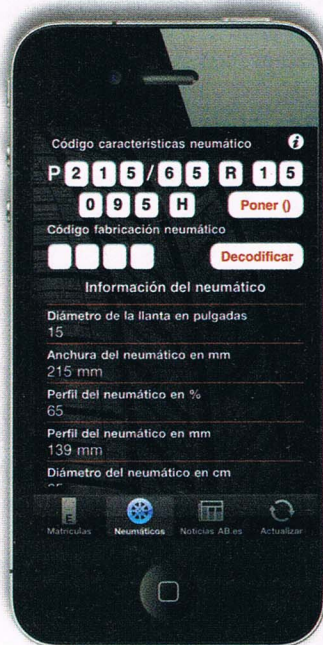 Código características neumático i
P 2 1 5 / 6 5 R 1 5
0 9 5 H Poner ()
Código fabricación neumático
Decodificar
Información del neumático
Diámetro de la llanta en pulgadas
15
Anchura del neumático en mm
215 mm
Perfil del neumático en %
65
Perfil del neumático en mm
139 mm
Diámetro del neumático en cm
E
Matrículas Neumáticos Noticias AB.es Actualizar